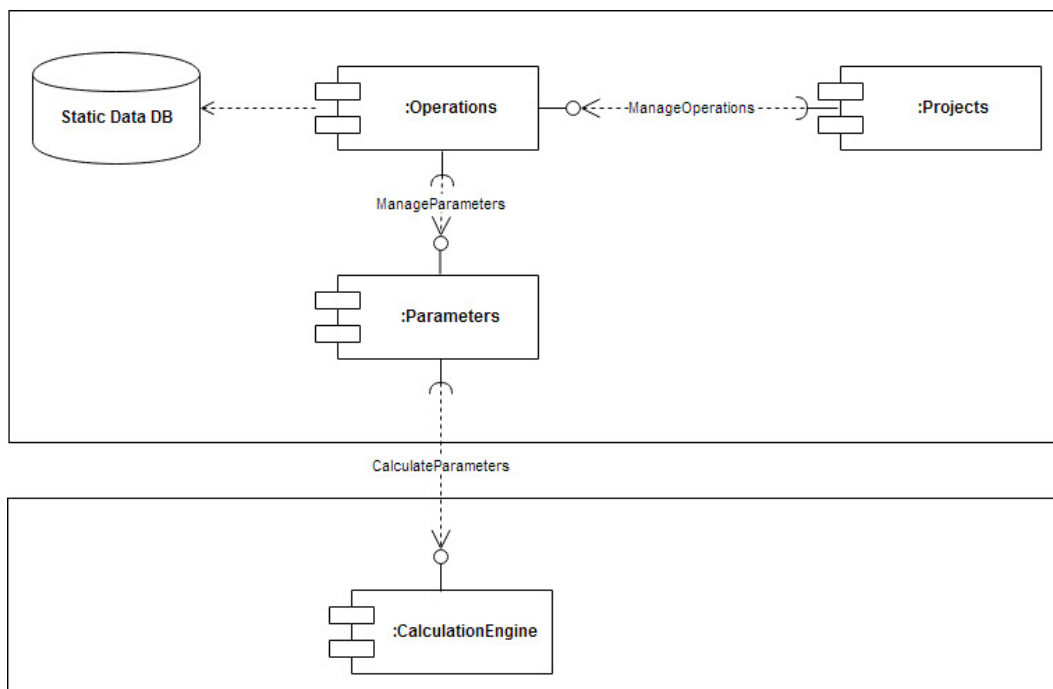 Static Data DB
:Operations
ManageOperations
:Projects
ManageParameters
:Parameters
CalculateParameters
:CalculationEngine